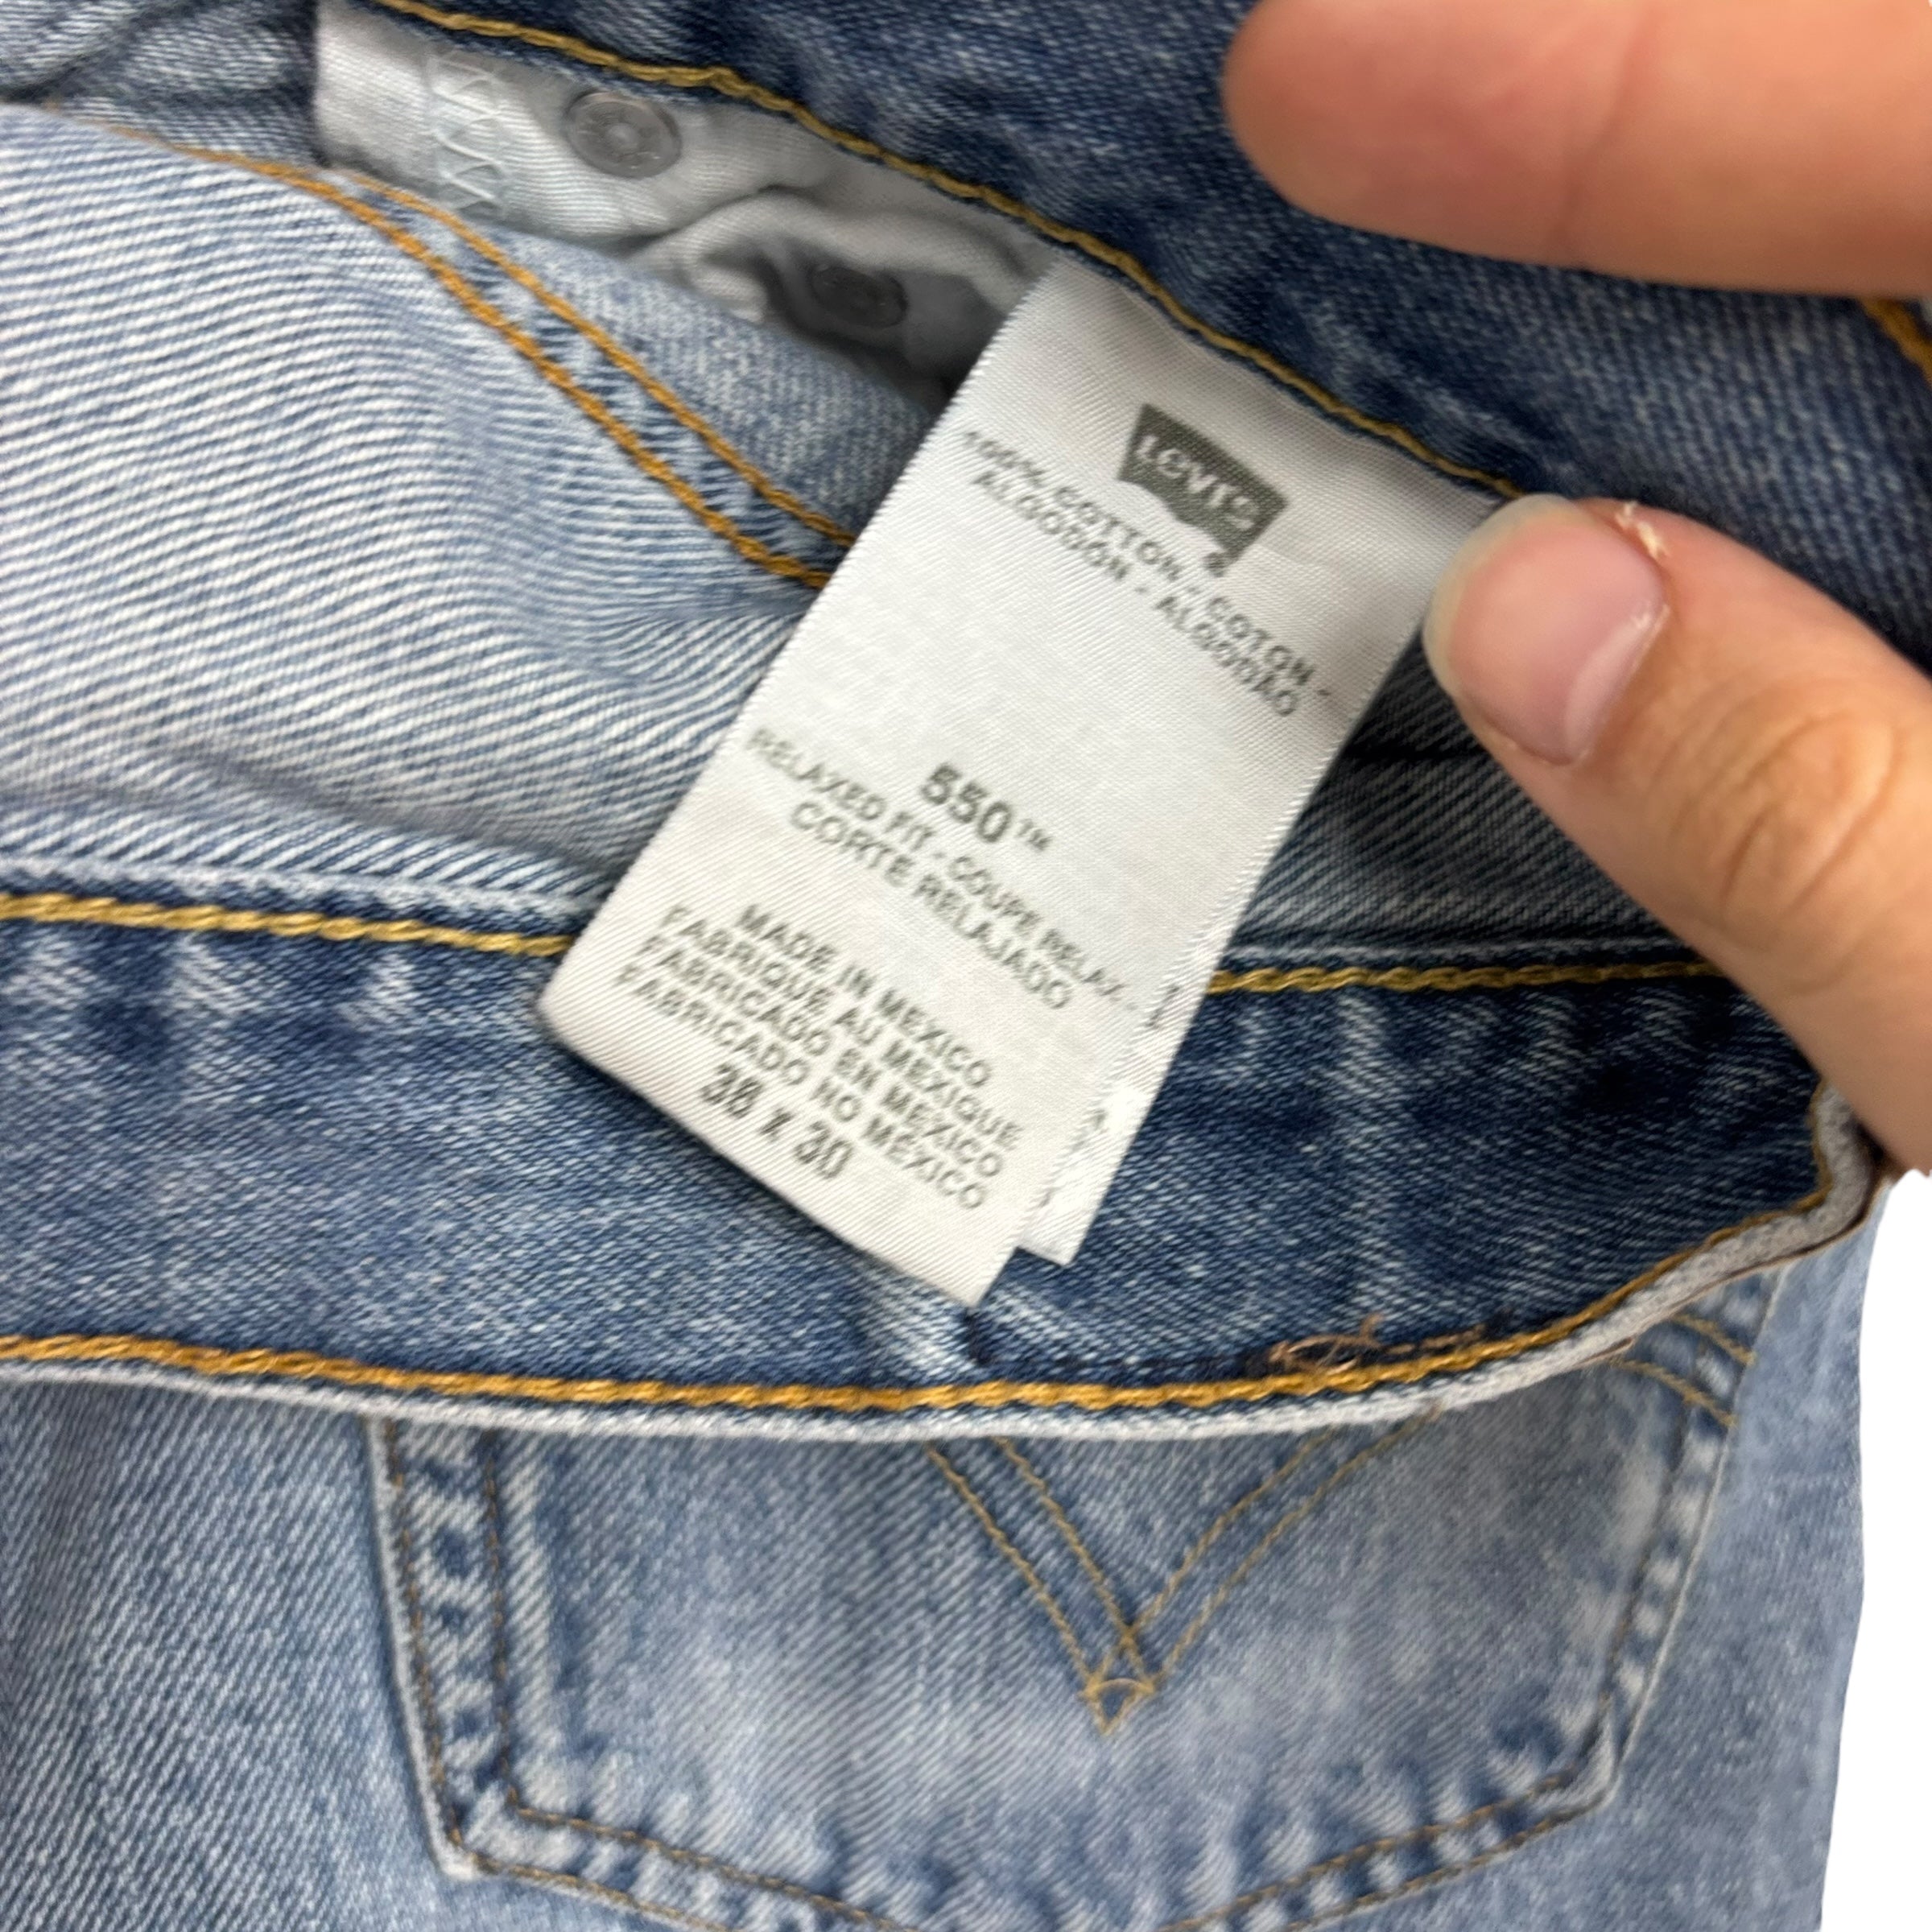 LEVI'S
100% COTTON - COTON -
ALGODÓN - ALGODÃO
550™
RELAXED FIT - COUPE RELAX -
CORTE RELAJADO
MADE IN MEXICO
FABRIQUÉ AU MEXIQUE
FABRICADO EN MÉXICO
FABRICADO NO MÉXICO
38 X 30